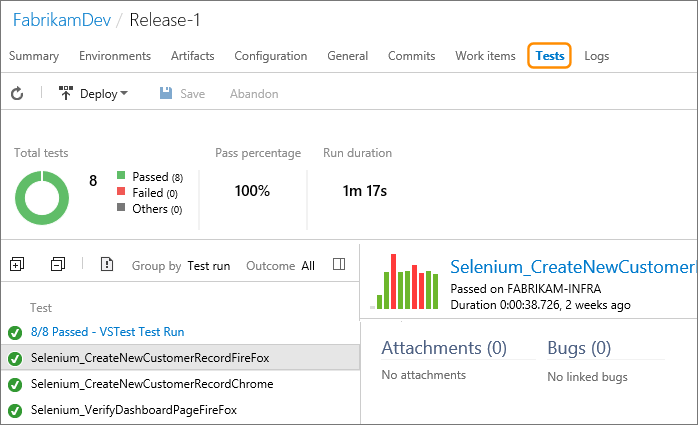 FabrikamDev / Release-1
Summary Environments Artifacts Configuration General Commits Work items Tests Logs
Deploy Save Abandon
Total tests
8
Passed (8)
Failed (0)
Others (0)
Pass percentage
100%
Run duration
1m 17s
Group by Test run Outcome All
Test
8/8 Passed - VSTest Test Run
Selenium_CreateNewCustomerRecordFireFox
Selenium_CreateNewCustomerRecordChrome
Selenium_VerifyDashboardPageFireFox
Selenium_CreateNewCustomer
Passed on FABRIKAM-INFRA
Duration 0:00:38.726, 2 weeks ago
Attachments (0)
No attachments
Bugs (0)
No linked bugs